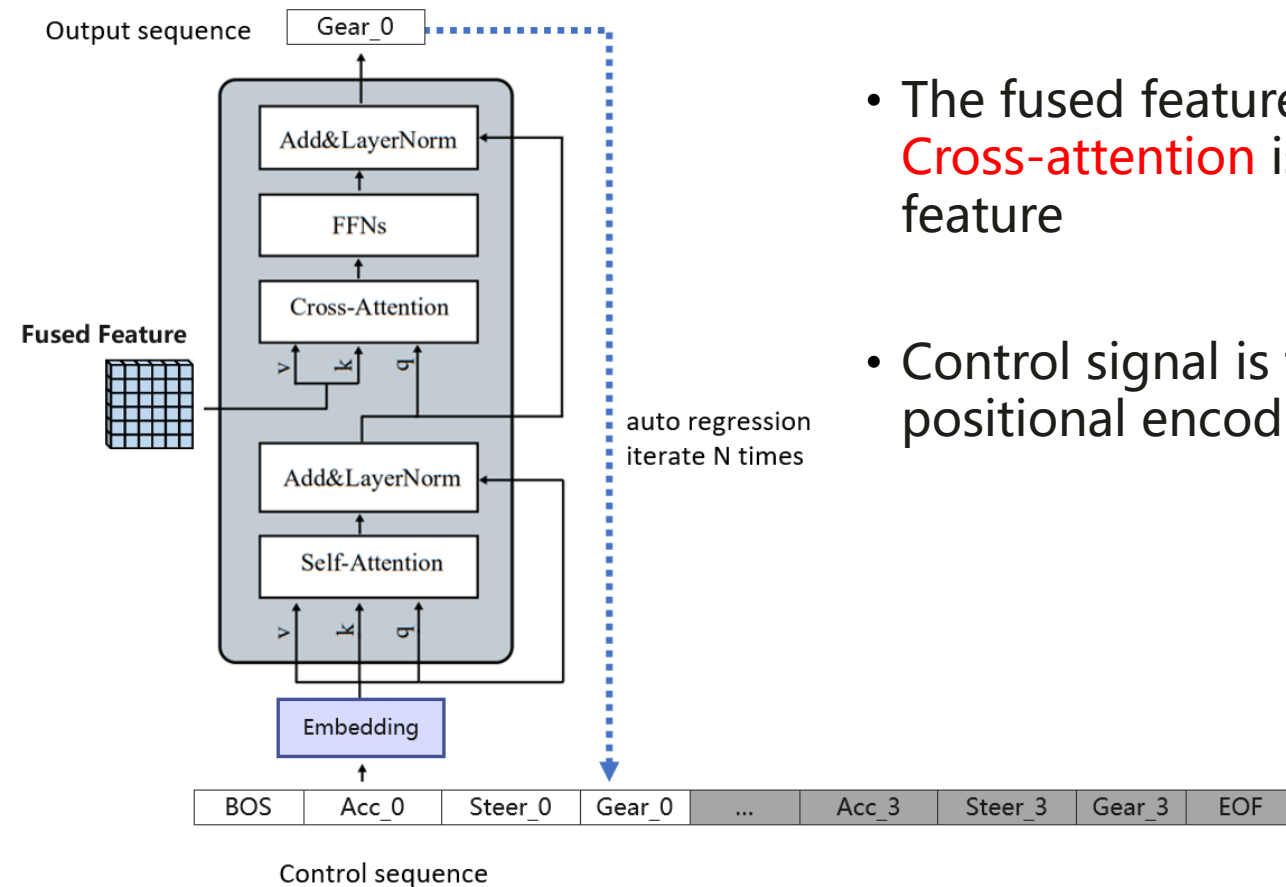 Output sequence
Gear_0
Add&LayerNorm
FFNs
Cross-Attention
Fused Feature
v
k
q
auto regression
iterate N times
Add&LayerNorm
Self-Attention
v
k
q
Embedding
BOS Acc_0 Steer_0 Gear_0 ... Acc_3 Steer_3 Gear_3 EOF
Control sequence
• The fused feature
Cross-attention is
feature
• Control signal is
positional encod